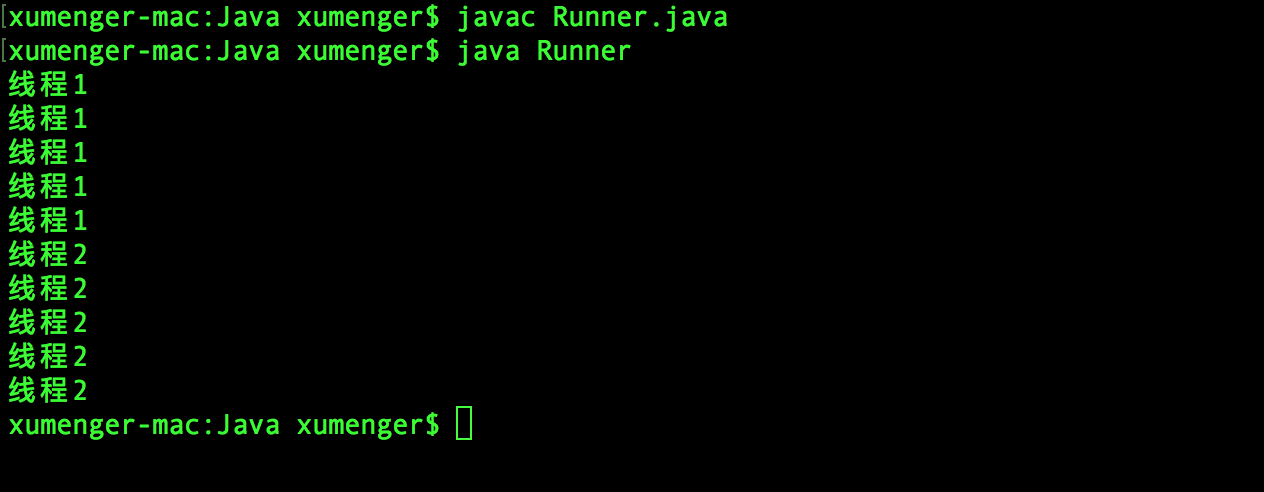 [xumenger-mac:Java xumenger$ javac Runner.java
[xumenger-mac:Java xumenger$ java Runner
线程1
线程1
线程1
线程1
线程1
线程2
线程2
线程2
线程2
线程2
xumenger-mac:Java xumenger$